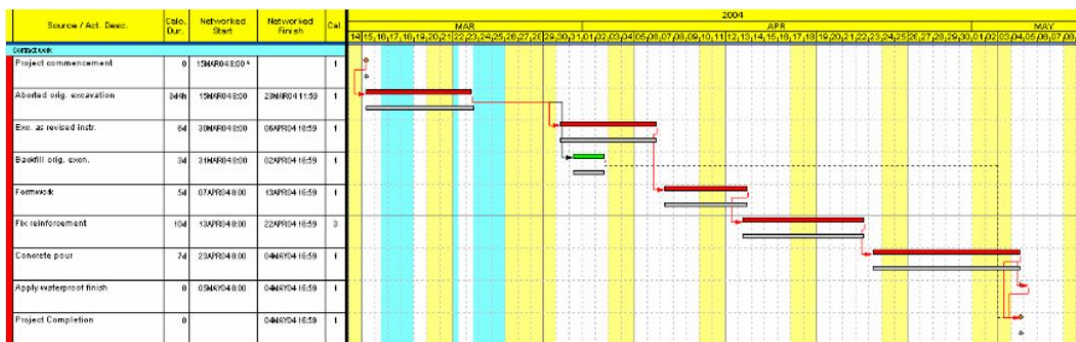 Source / Act. Desc. Calc. Dur. Networked Start Networked Finish Cal.
2004
MAR APR MAY
14 15 16 17 18 19 20 21 22 23 24 25 26 27 28 29 30 31 01 02 03 04 05 06 07 08 09 10 11 12 13 14 15 16 17 18 19 20 21 22 23 24 25 26 27 28 29 30 01 02 03 04 05 06 07 08
Contract work
Project commencement 0 15MAR04 8:00 * 1
Aborted orig. excavation 15MAR04 8:00 23MAR04 11:59 1
Exc. as revised instr. 6d 30MAR04 8:00 06APR04 16:59 1
Backfill orig. excn. 3d 31MAR04 8:00 02APR04 16:59 1
Formwork 5d 07APR04 8:00 13APR04 16:59 1
Fix reinforcement 10d 13APR04 8:00 22APR04 16:59 3
Concrete pour 7d 23APR04 8:00 04MAY04 16:59 1
Apply waterproof finish 0 05MAY04 8:00 04MAY04 16:59 1
Project Completion 0 04MAY04 16:59 1